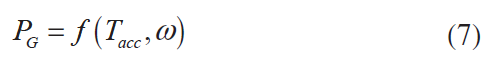 P_G = f(T_acc, ω) (7)